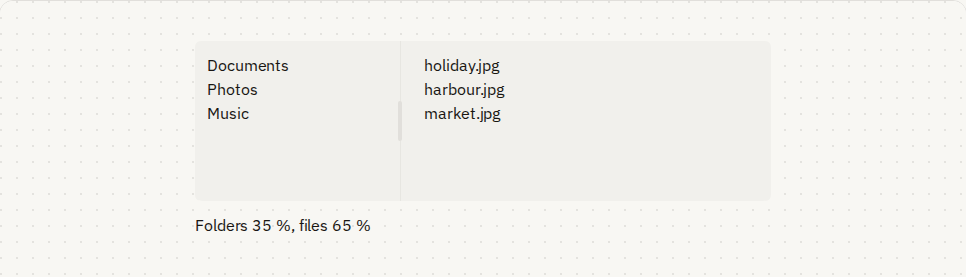 Documents
Photos
Music
holiday.jpg
harbour.jpg
market.jpg
Folders 35 %, files 65 %